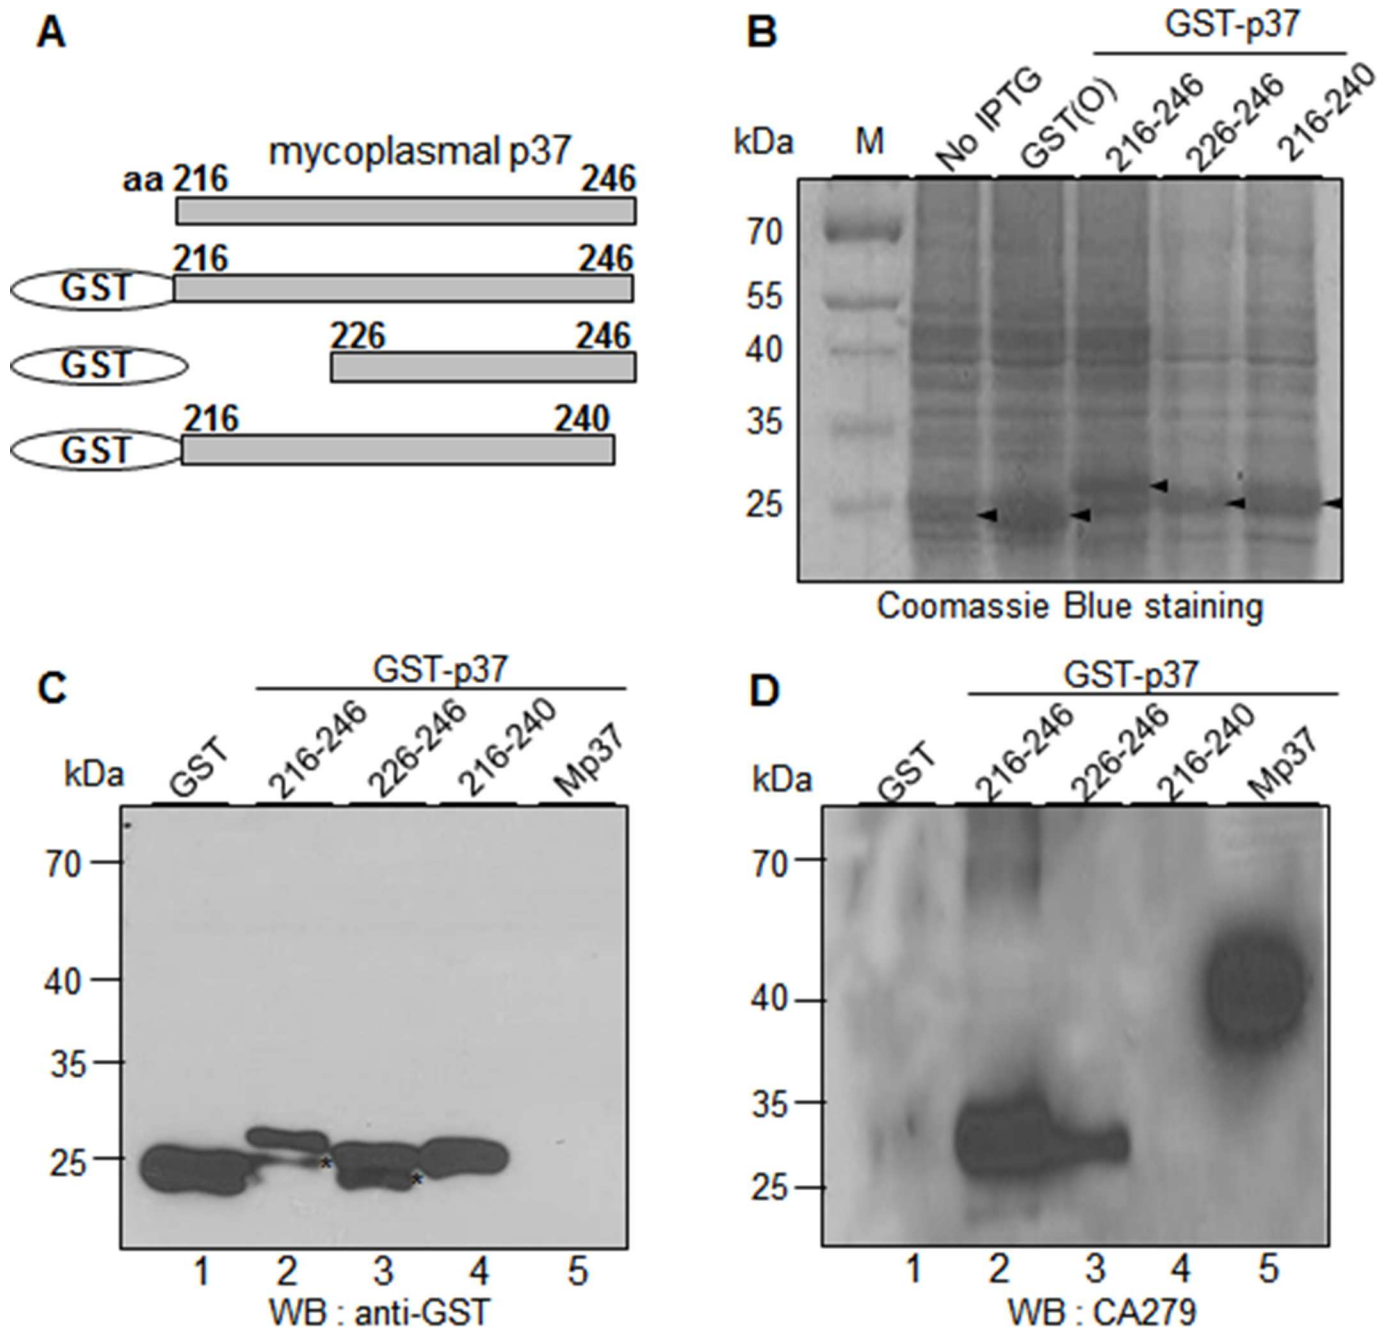 A
mycoplasmal p37
aa 216 246
GST 216 246
GST 226 246
GST 216 240
B
GST-p37
kDa M No IPTG GST(O) 216-246 226-246 216-240
70
55
40
35
25
Coomassie Blue staining
C
GST-p37
kDa GST 216-246 226-246 216-240 Mp37
70
40
35
25
* *
1 2 3 4 5
WB : anti-GST
D
GST-p37
kDa GST 216-246 226-246 216-240 Mp37
70
40
35
25
1 2 3 4 5
WB : CA279